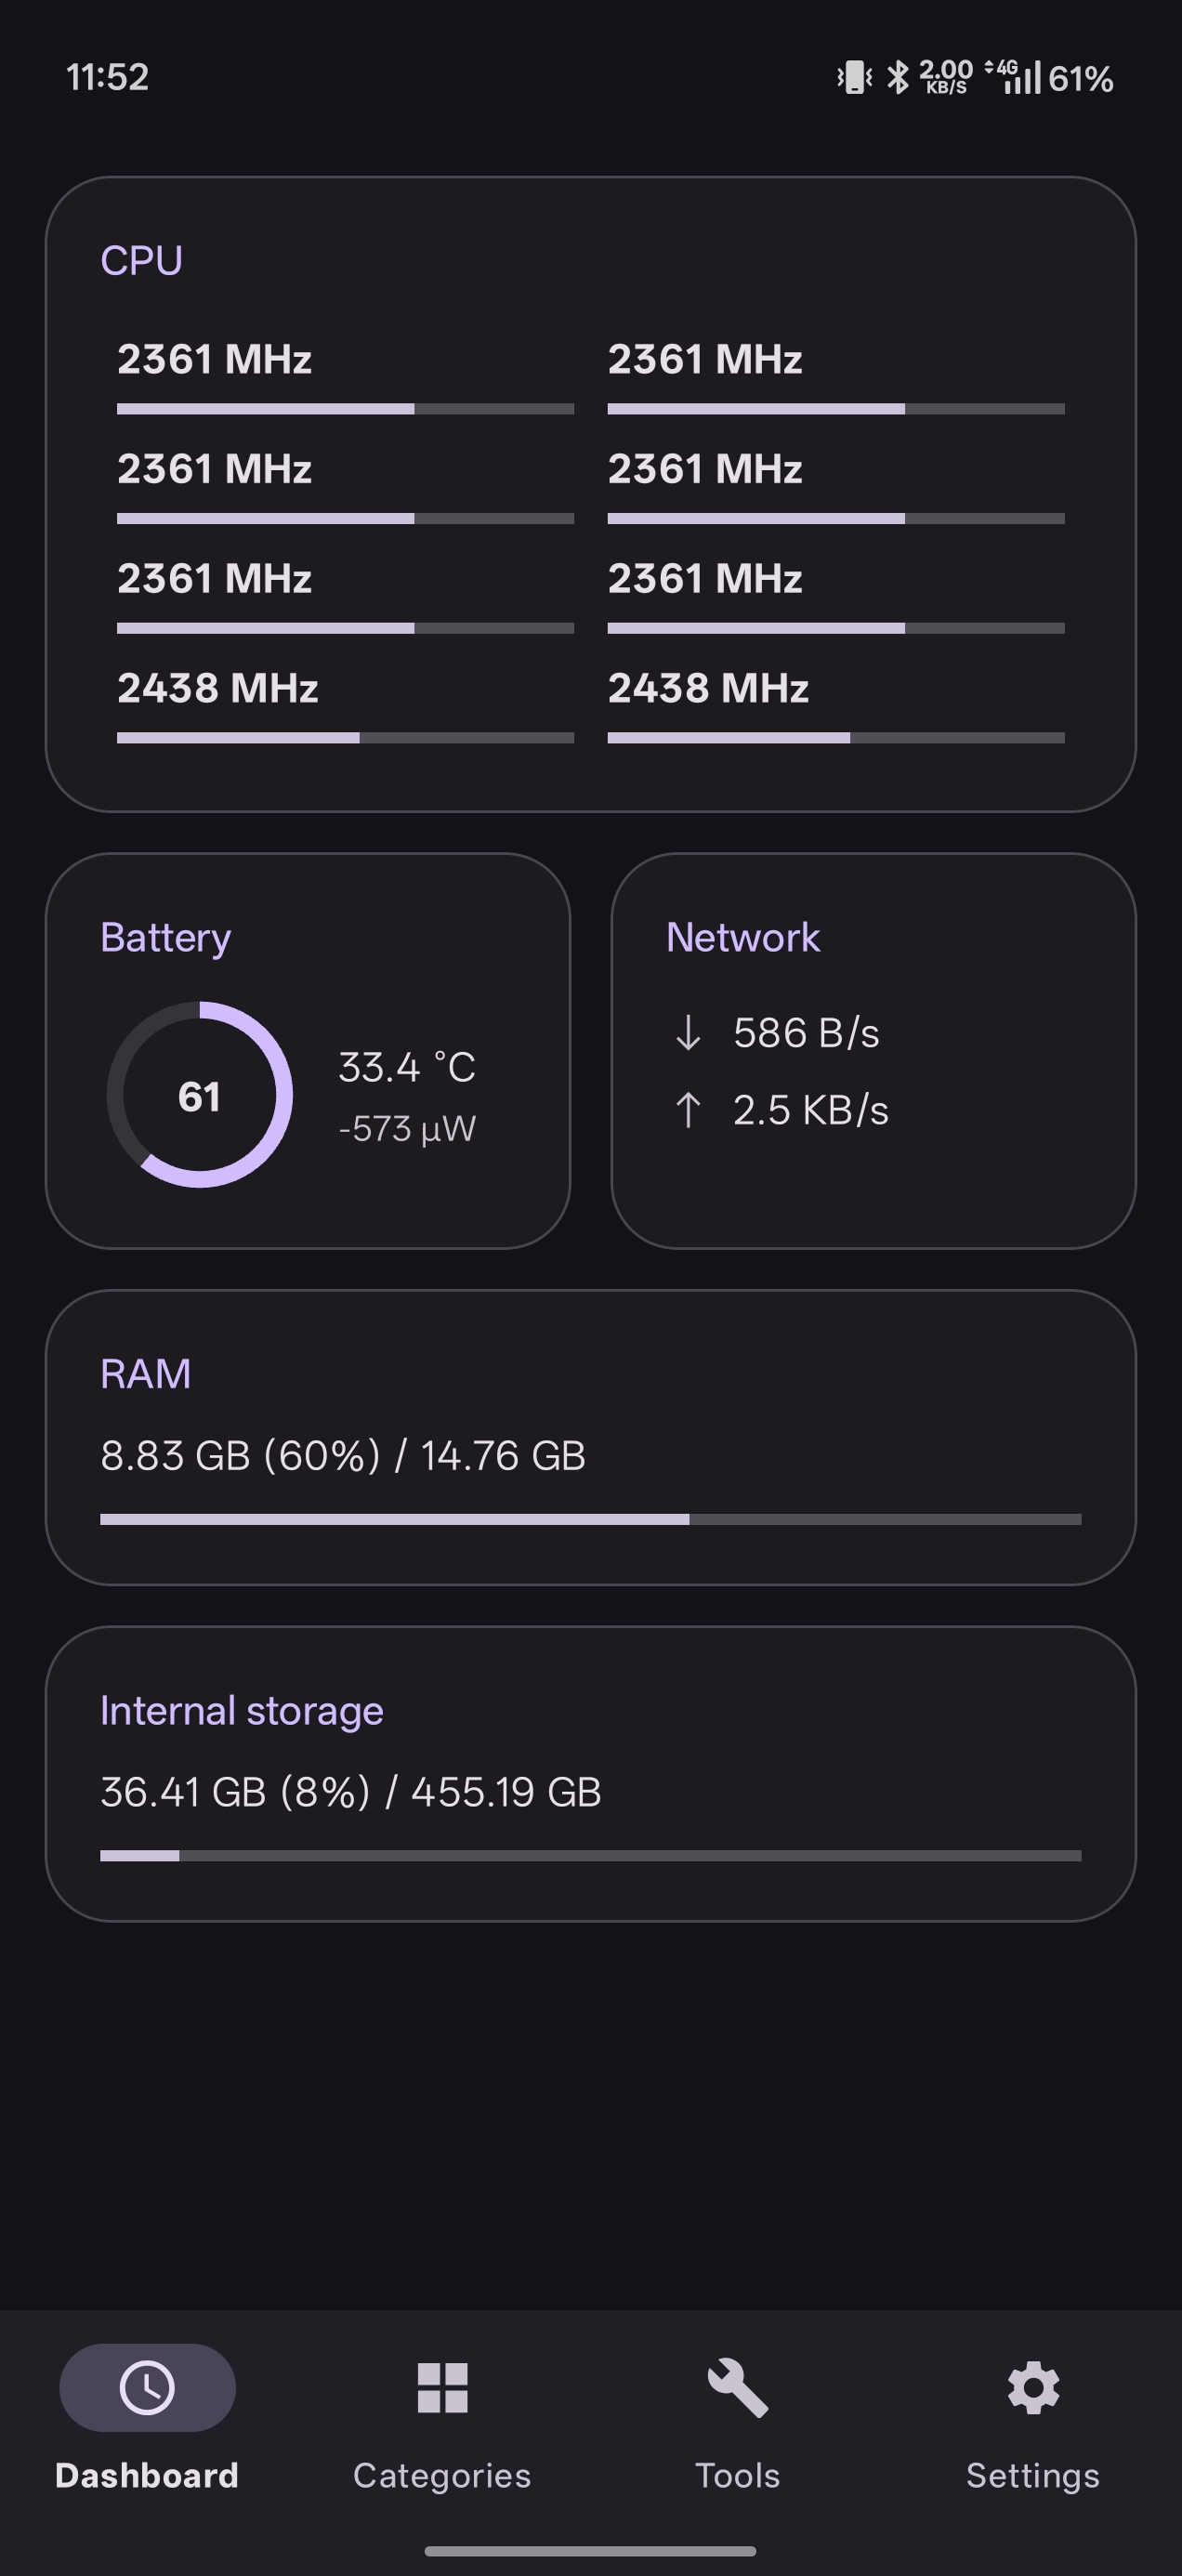 11:52
2.00 KB/S 4G 61%
CPU
2361 MHz 2361 MHz
2361 MHz 2361 MHz
2361 MHz 2361 MHz
2438 MHz 2438 MHz
Battery
61
33.4 °C
-573 µW
Network
↓ 586 B/s
↑ 2.5 KB/s
RAM
8.83 GB (60%) / 14.76 GB
Internal storage
36.41 GB (8%) / 455.19 GB
Dashboard Categories Tools Settings